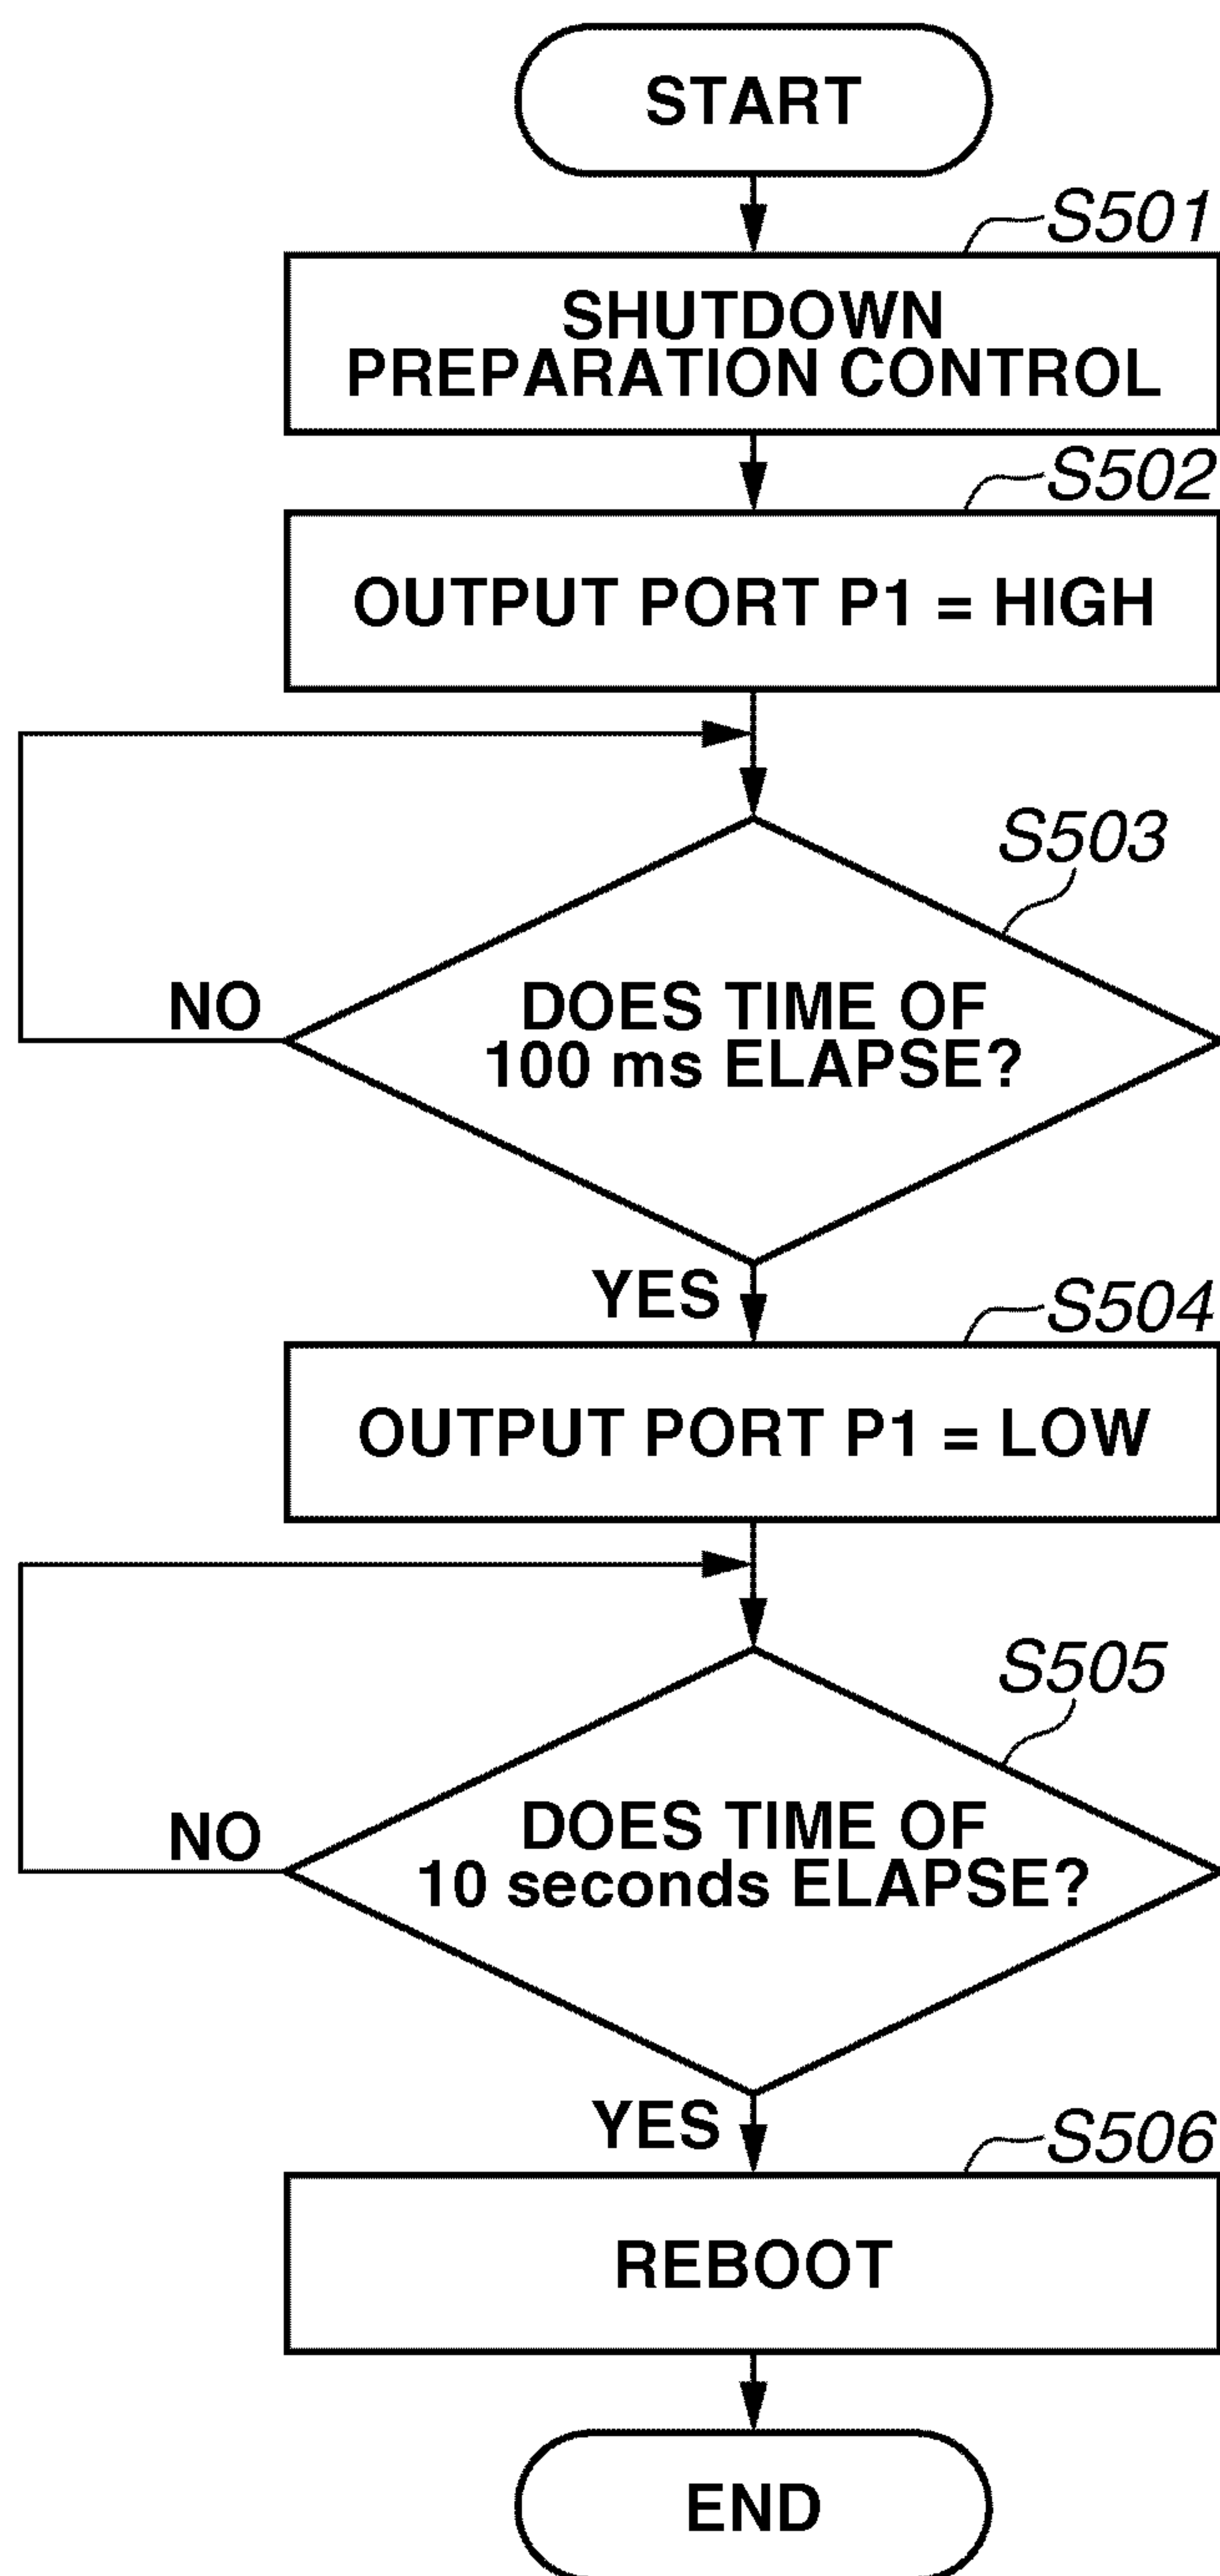 START
S501
SHUTDOWN
PREPARATION CONTROL
S502
OUTPUT PORT P1 = HIGH
S503
DOES TIME OF
100 ms ELAPSE?
NO
YES
S504
OUTPUT PORT P1 = LOW
S505
DOES TIME OF
10 seconds ELAPSE?
NO
YES
S506
REBOOT
END